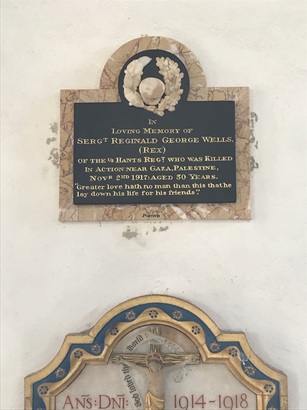 IN
LOVING MEMORY OF
SERGT REGINALD GEORGE WELLS.
(REX)
OF THE HANTS REGT WHO WAS KILLED
IN ACTION NEAR GAZA, PALESTINE,
NOVR 2ND 1917: AGED 30 YEARS.
"Greater love hath no man than this that he
lay down his life for his friends".
ANS: DNI: 1914-1918